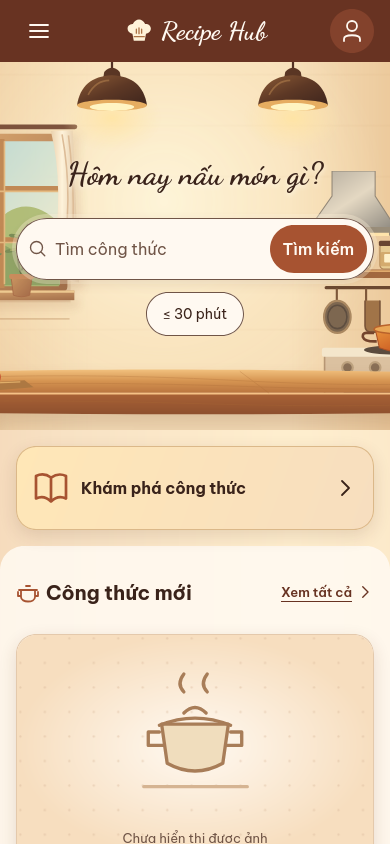 Recipe Hub
Hôm nay nấu món gì?
Tìm công thức
Tìm kiếm
≤ 30 phút
Khám phá công thức
Công thức mới
Xem tất cả
Chưa hiển thị được ảnh